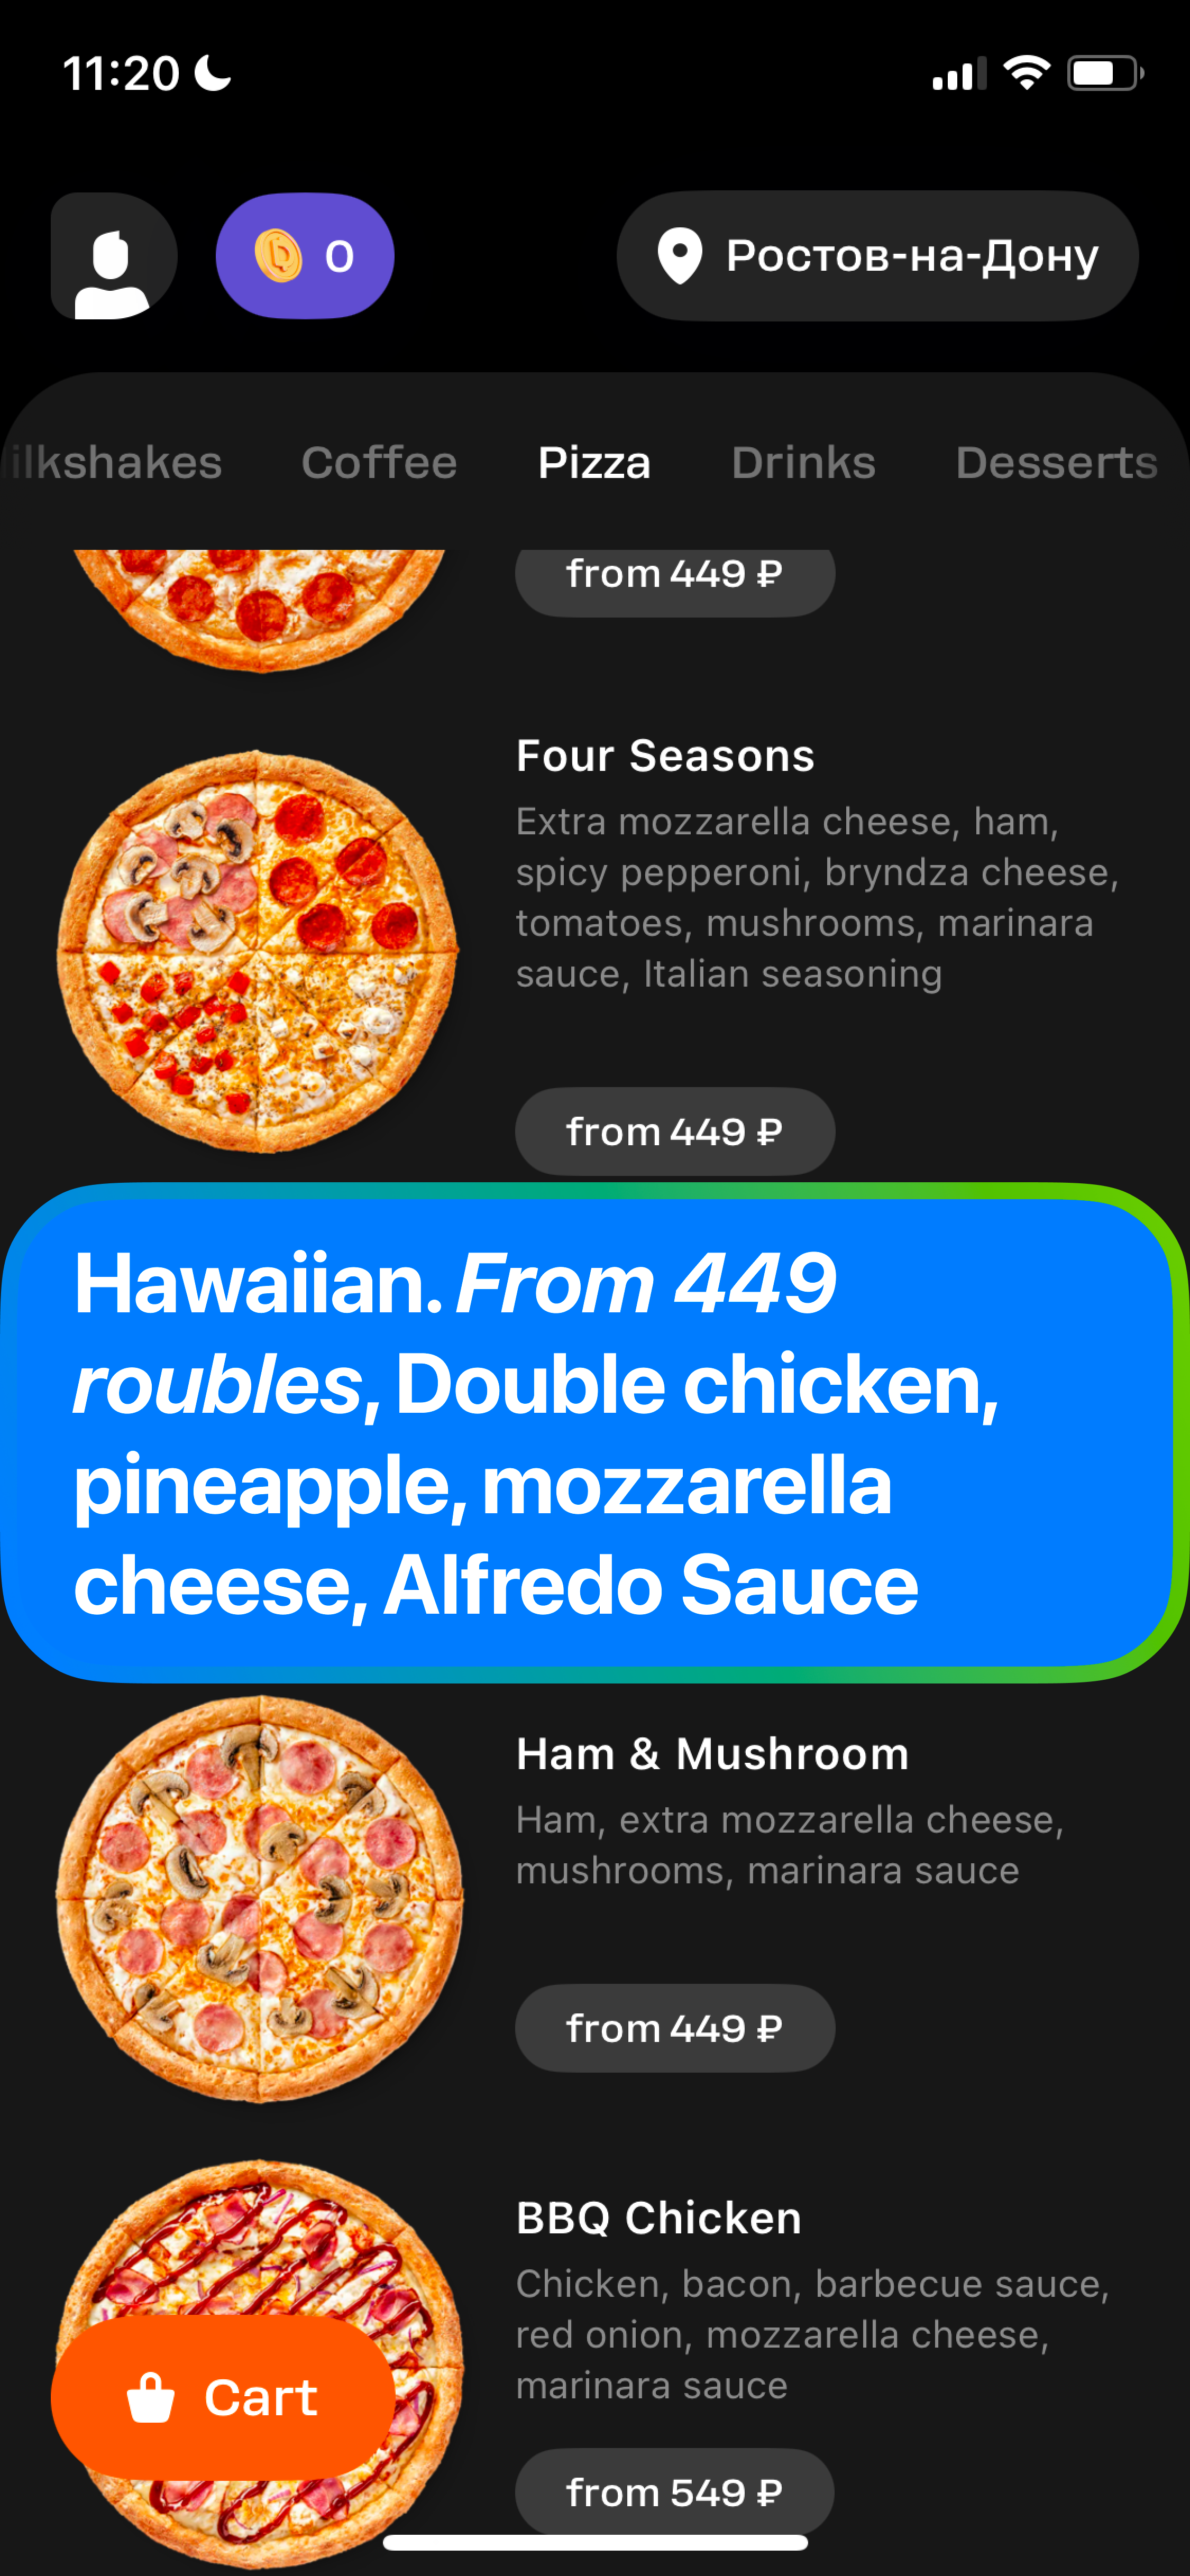 11:20
0
Ростов-на-Дону
ilkshakes Coffee Pizza Drinks Desserts
from 449 ₽
Four Seasons
Extra mozzarella cheese, ham,
spicy pepperoni, bryndza cheese,
tomatoes, mushrooms, marinara
sauce, Italian seasoning
from 449 ₽
Hawaiian. From 449
roubles, Double chicken,
pineapple, mozzarella
cheese, Alfredo Sauce
Ham & Mushroom
Ham, extra mozzarella cheese,
mushrooms, marinara sauce
from 449 ₽
BBQ Chicken
Chicken, bacon, barbecue sauce,
red onion, mozzarella cheese,
marinara sauce
Cart
from 549 ₽